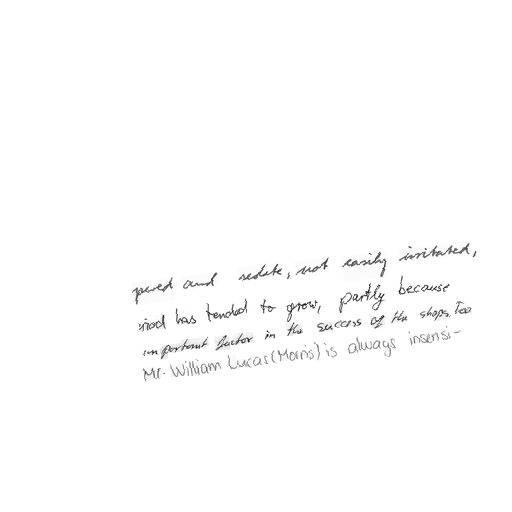 pered and sedate, not easily irritated,
riod has tended to grow, partly because
important factor in the success of the shops. Too
Mr. William Lucas (Morris) is always insensi-